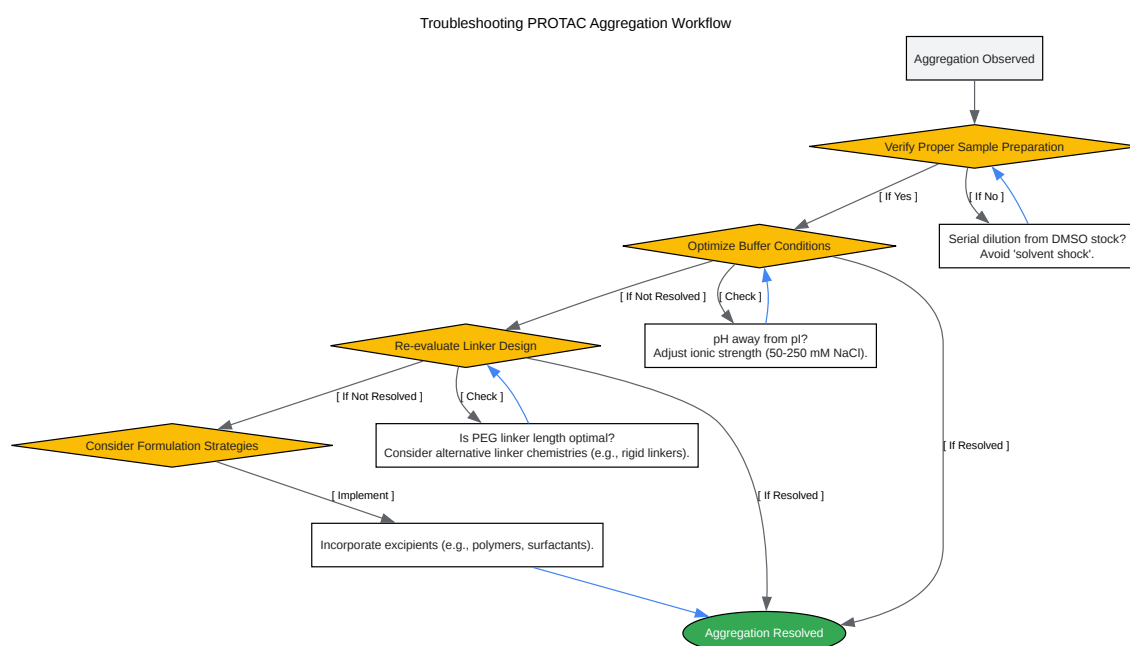 Troubleshooting PROTAC Aggregation Workflow
Aggregation Observed
Verify Proper Sample Preparation
[ If Yes ]
[ If No ]
Serial dilution from DMSO stock?
Avoid 'solvent shock'.
Optimize Buffer Conditions
[ If Not Resolved ]
[ Check ]
pH away from pI?
Adjust ionic strength (50-250 mM NaCl).
Re-evaluate Linker Design
[ If Not Resolved ]
[ Check ]
Is PEG linker length optimal?
Consider alternative linker chemistries (e.g., rigid linkers).
[ If Resolved ]
Consider Formulation Strategies
[ Implement ]
[ If Resolved ]
Incorporate excipients (e.g., polymers, surfactants).
Aggregation Resolved